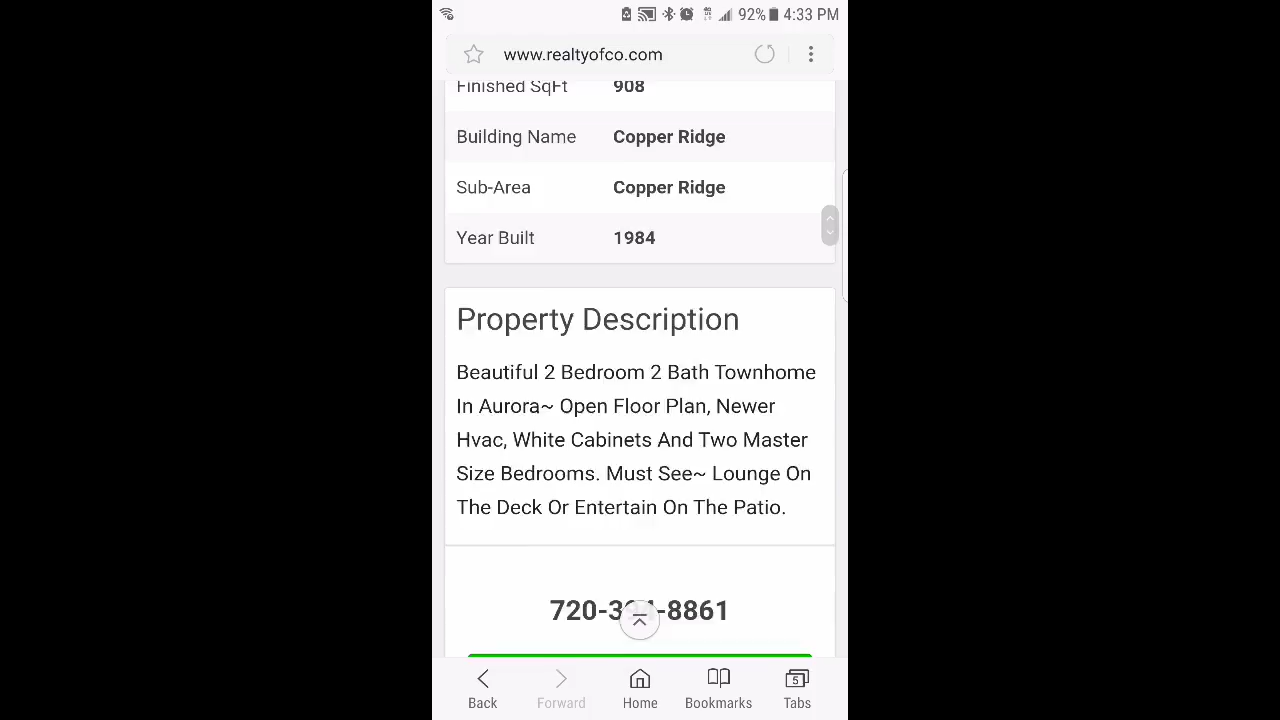 92% 4:33 PM
www.realtyofco.com
Finished SqFt 908
Building Name Copper Ridge
Sub-Area Copper Ridge
Year Built 1984
Property Description
Beautiful 2 Bedroom 2 Bath Townhome
In Aurora~ Open Floor Plan, Newer
Hvac, White Cabinets And Two Master
Size Bedrooms. Must See~ Lounge On
The Deck Or Entertain On The Patio.
5
Back Forward Home Bookmarks Tabs